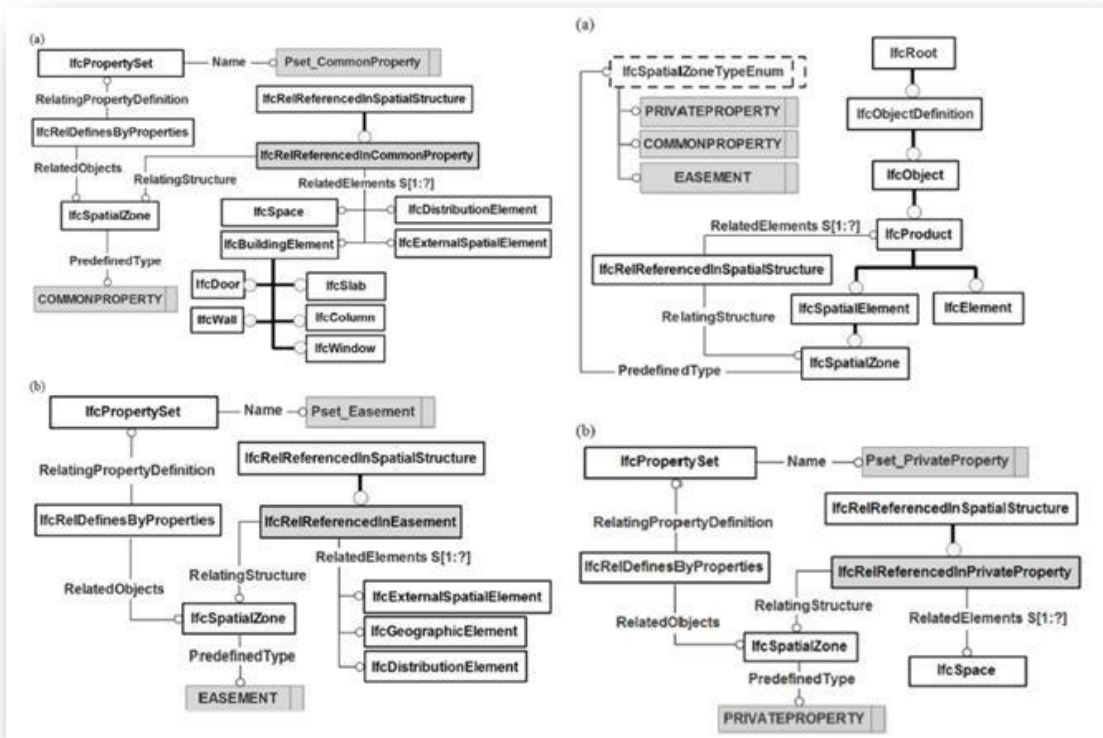 (a)
IfcPropertySet
Name
Pset_CommonProperty
RelatingPropertyDefinition
IfcRelReferencedInSpatialStructure
IfcRelDefinesByProperties
IfcRelReferencedInCommonProperty
RelatedObjects
RelatingStructure
RelatedElements S[1:?]
IfcSpatialZone
IfcSpace
IfcDistributionElement
IfcBuildingElement
IfcExternalSpatialElement
PredefinedType
COMMONPROPERTY
IfcDoor
IfcSlab
IfcWall
IfcColumn
IfcWindow
(b)
IfcPropertySet
Name
Pset_Easement
RelatingPropertyDefinition
IfcRelReferencedInSpatialStructure
IfcRelDefinesByProperties
IfcRelReferencedInEasement
RelatedElements S[1:?]
RelatedObjects
RelatingStructure
IfcExternalSpatialElement
IfcSpatialZone
IfcGeographicElement
PredefinedType
IfcDistributionElement
EASEMENT
(a)
IfcSpatialZoneTypeEnum
IfcRoot
PRIVATEPROPERTY
IfcObjectDefinition
COMMONPROPERTY
EASEMENT
IfcObject
RelatedElements S[1:?]
IfcProduct
IfcRelReferencedInSpatialStructure
IfcSpatialElement
IfcElement
RelatingStructure
IfcSpatialZone
PredefinedType
(b)
IfcPropertySet
Name
Pset_PrivateProperty
RelatingPropertyDefinition
IfcRelReferencedInSpatialStructure
IfcRelDefinesByProperties
IfcRelReferencedInPrivateProperty
RelatingStructure
RelatedObjects
RelatedElements S[1:?]
IfcSpatialZone
IfcSpace
PredefinedType
PRIVATEPROPERTY